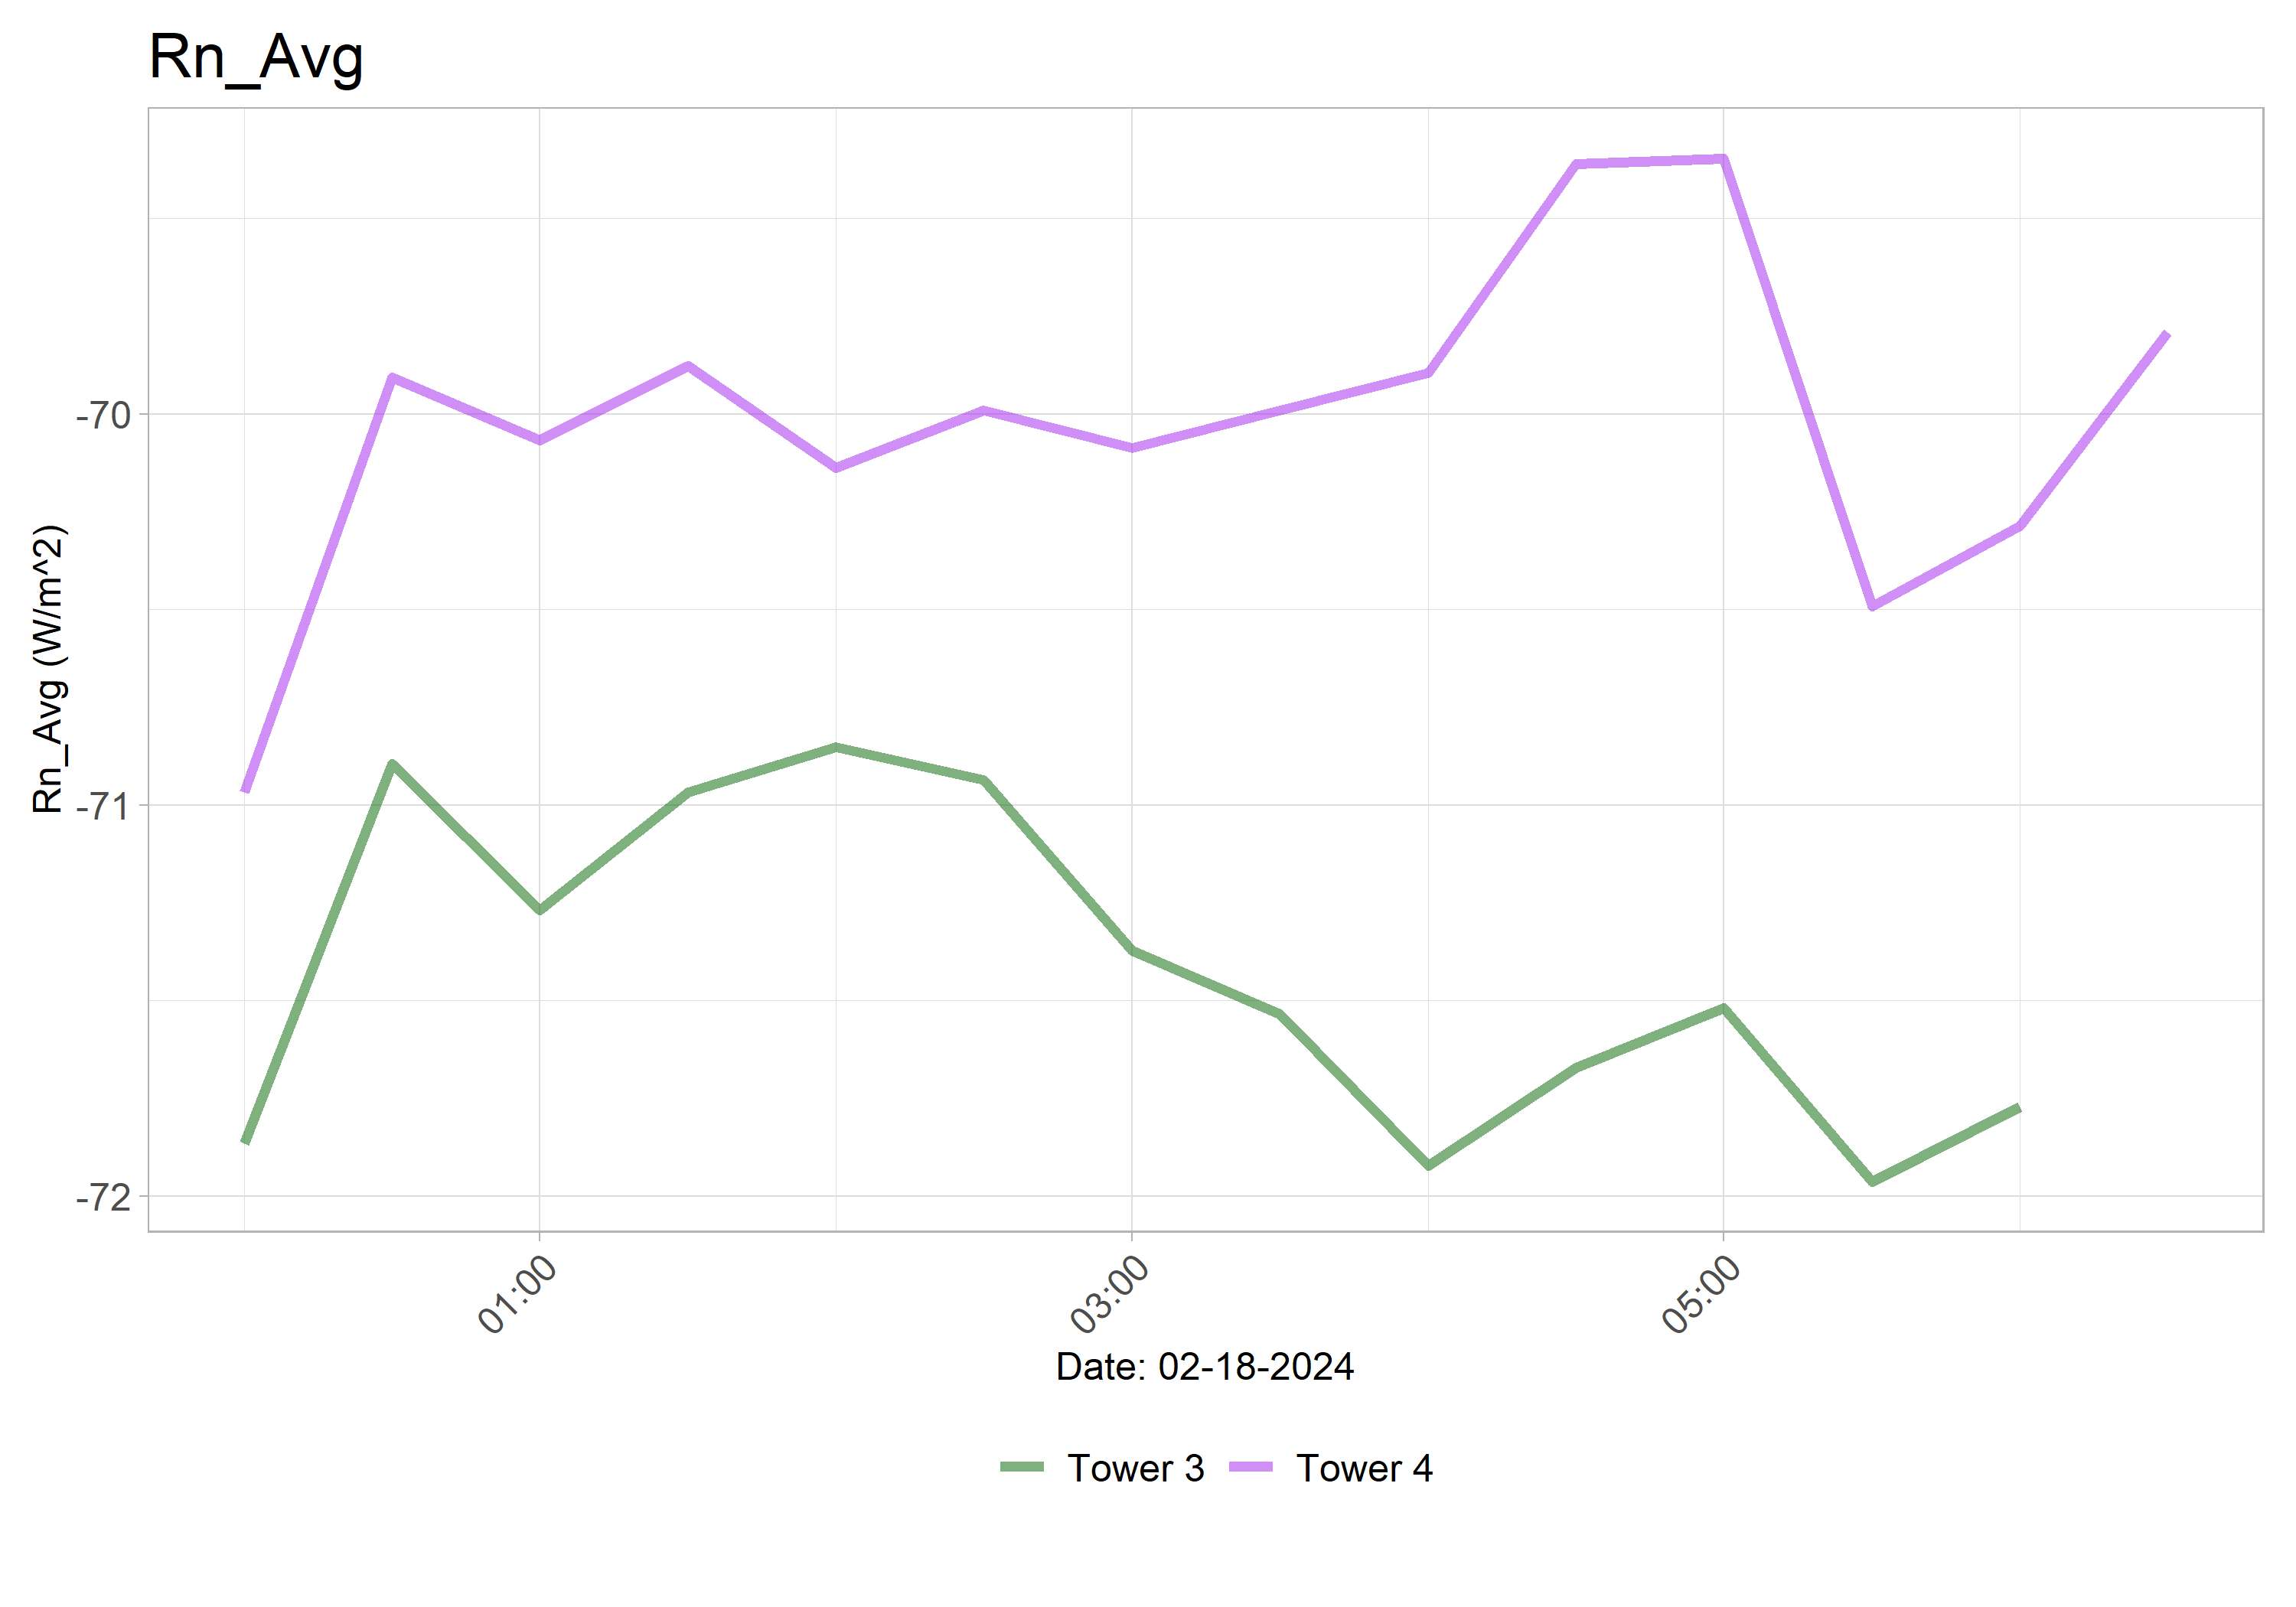 Rn_Avg
Rn_Avg (W/m^2)
-70
-71
-72
01:00
03:00
05:00
Date: 02-18-2024
Tower 3
Tower 4